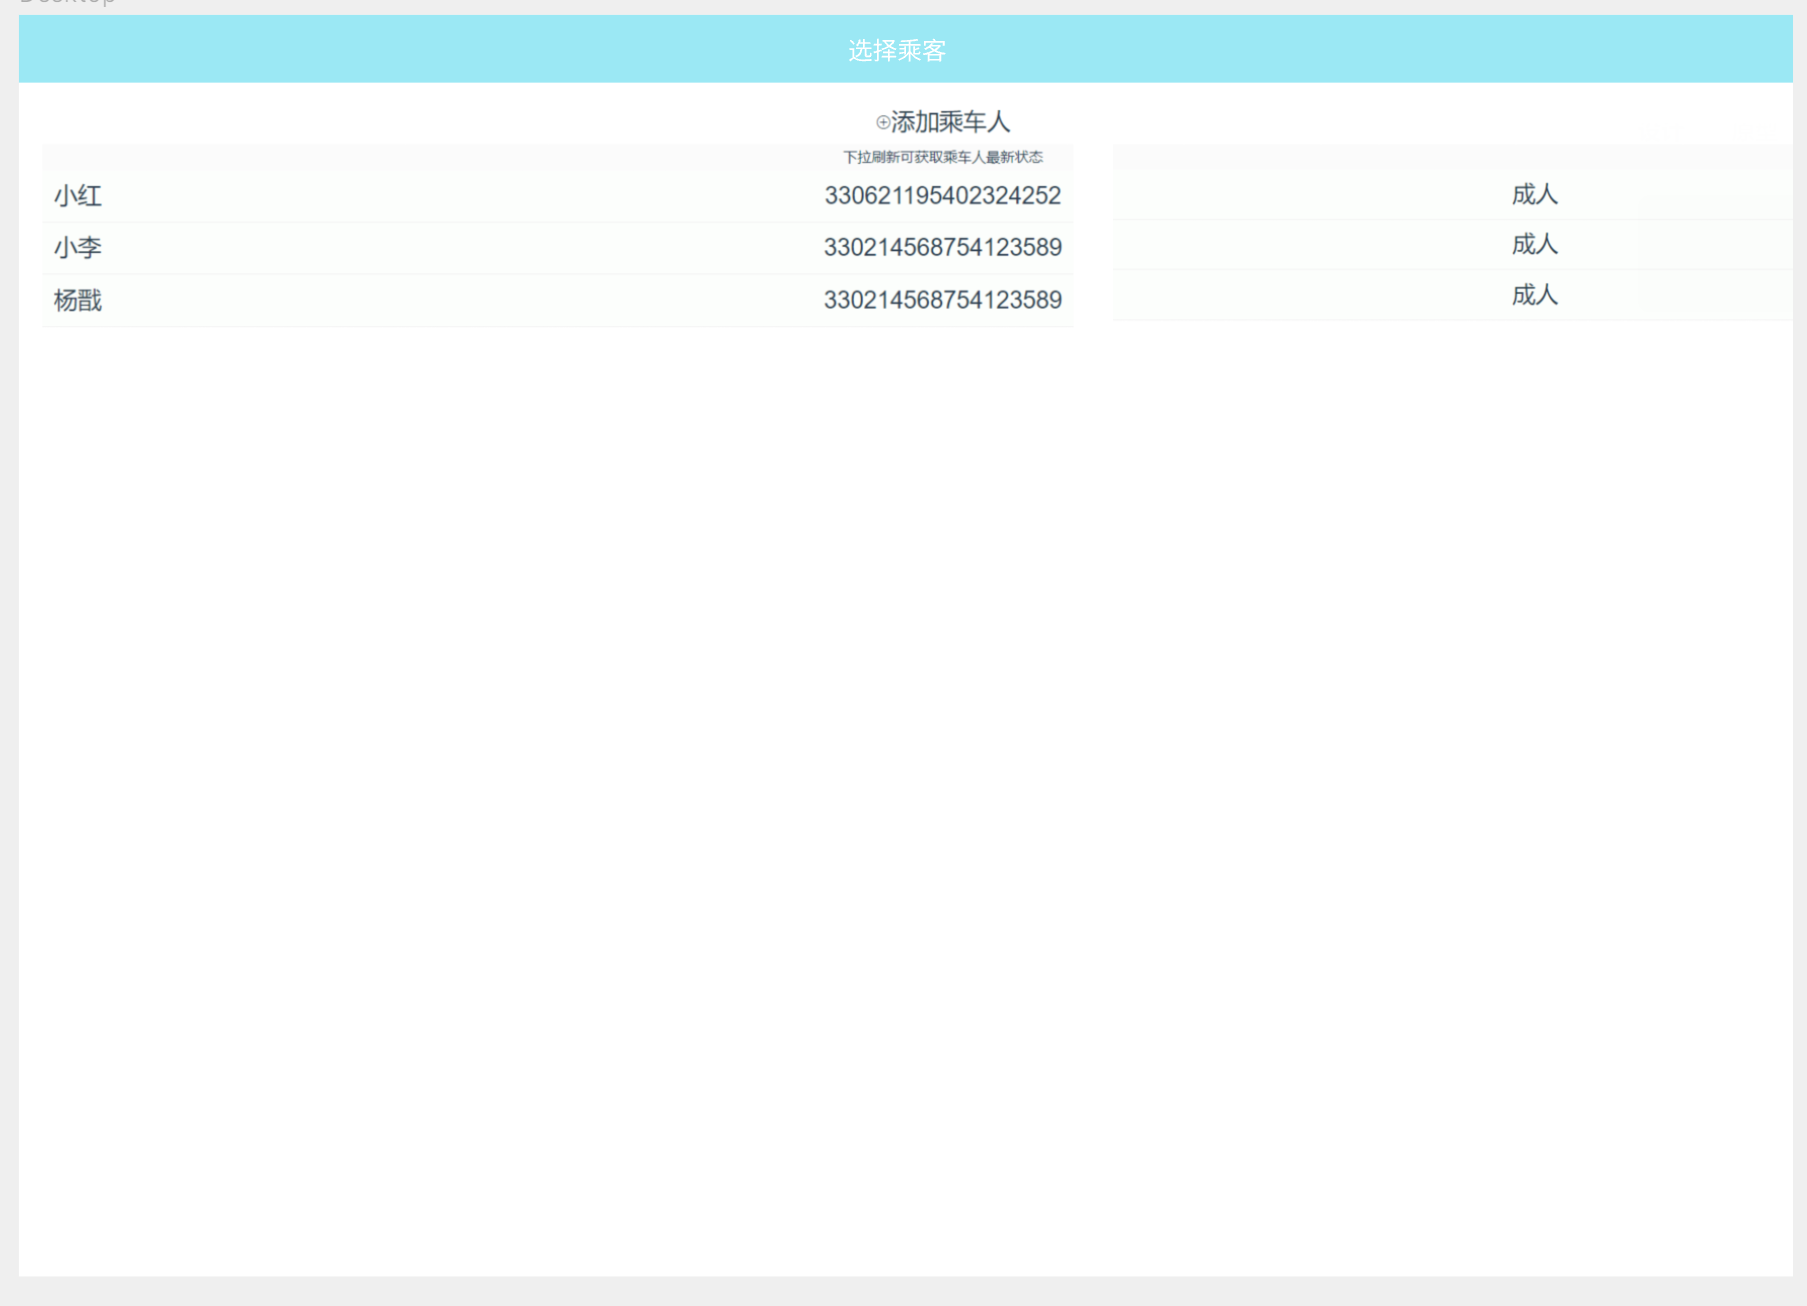 Desktop
选择乘客
⊕添加乘车人
下拉刷新可获取乘车人最新状态
小红 330621195402324252 成人
小李 330214568754123589 成人
杨戬 330214568754123589 成人